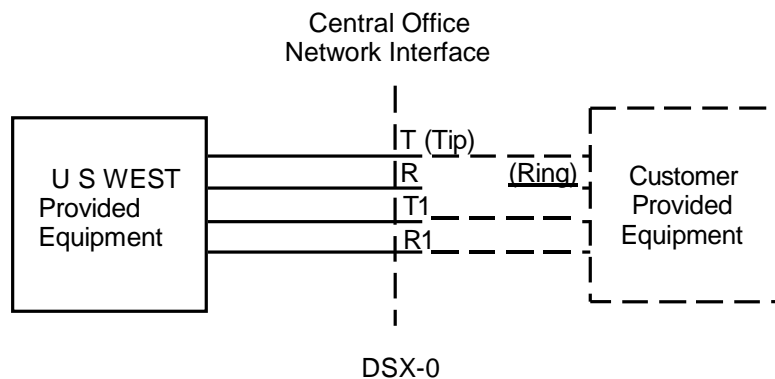 Central Office
Network Interface
T (Tip)
R (Ring)
T1
R1
U S WEST
Provided
Equipment
Customer
Provided
Equipment
DSX-0